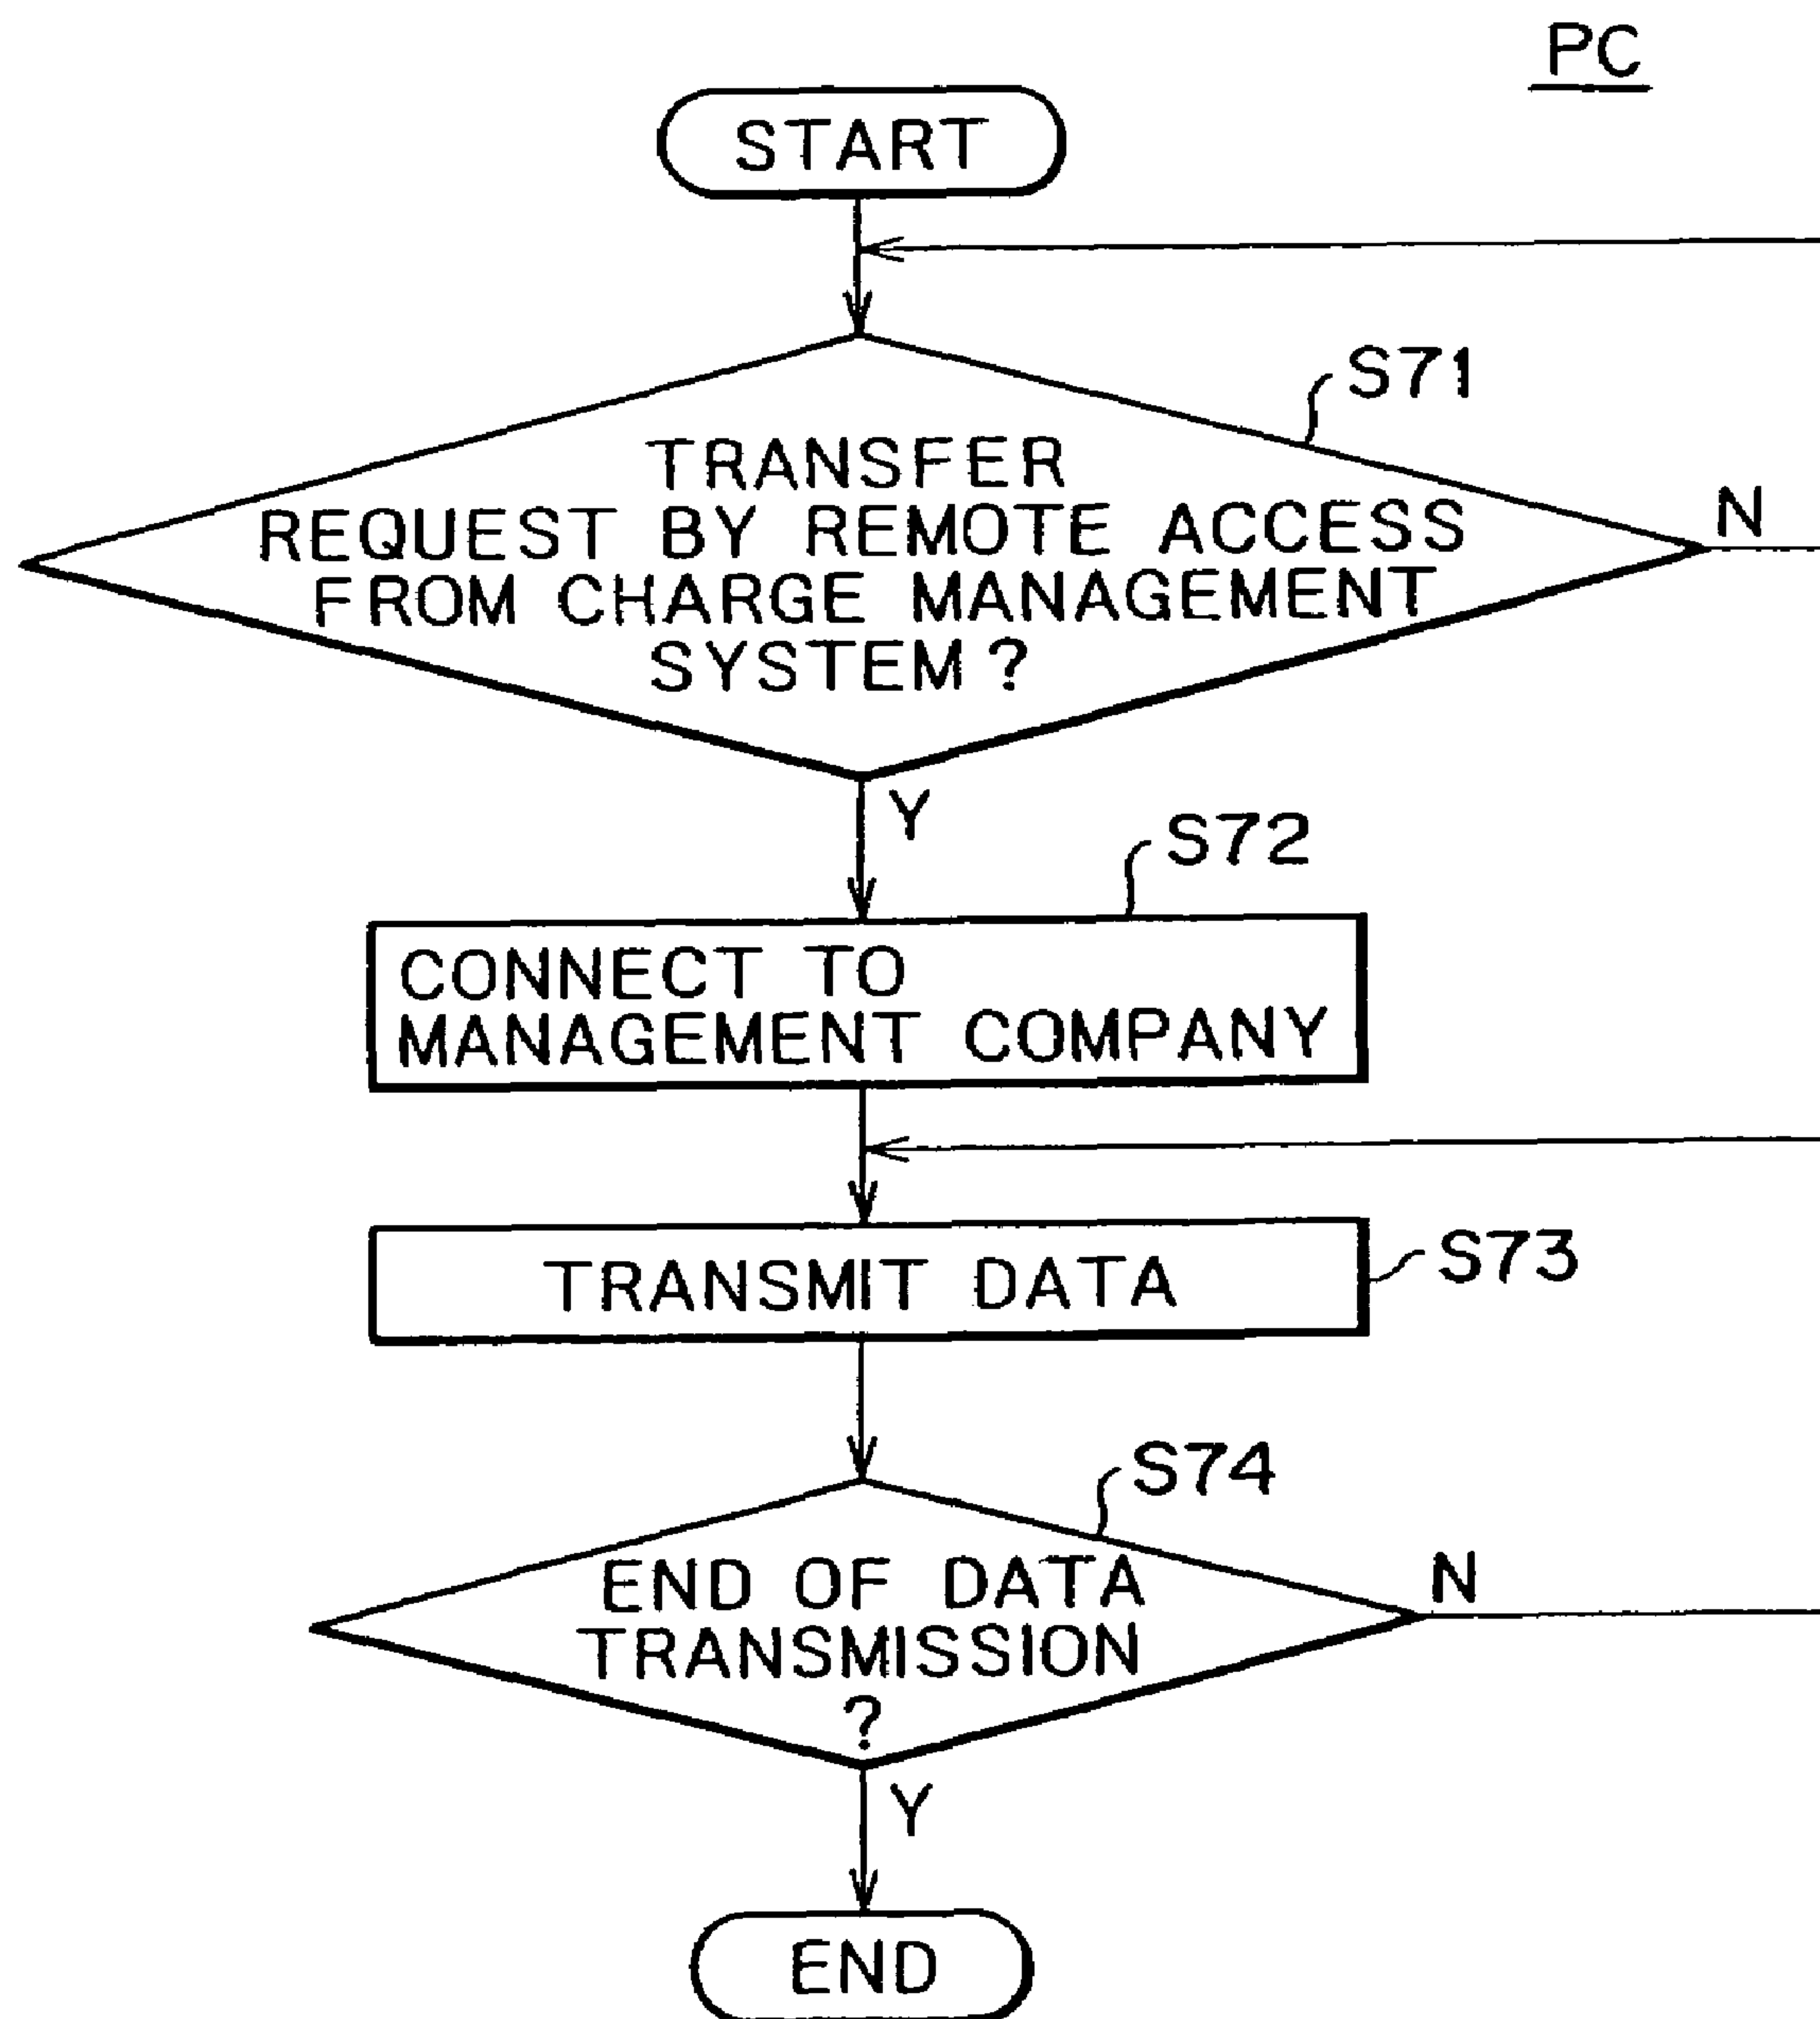 PC
START
S71
TRANSFER
REQUEST BY REMOTE ACCESS
FROM CHARGE MANAGEMENT
SYSTEM ?
N
Y
S72
CONNECT TO
MANAGEMENT COMPANY
TRANSMIT DATA
S73
S74
END OF DATA
TRANSMISSION
?
N
Y
END